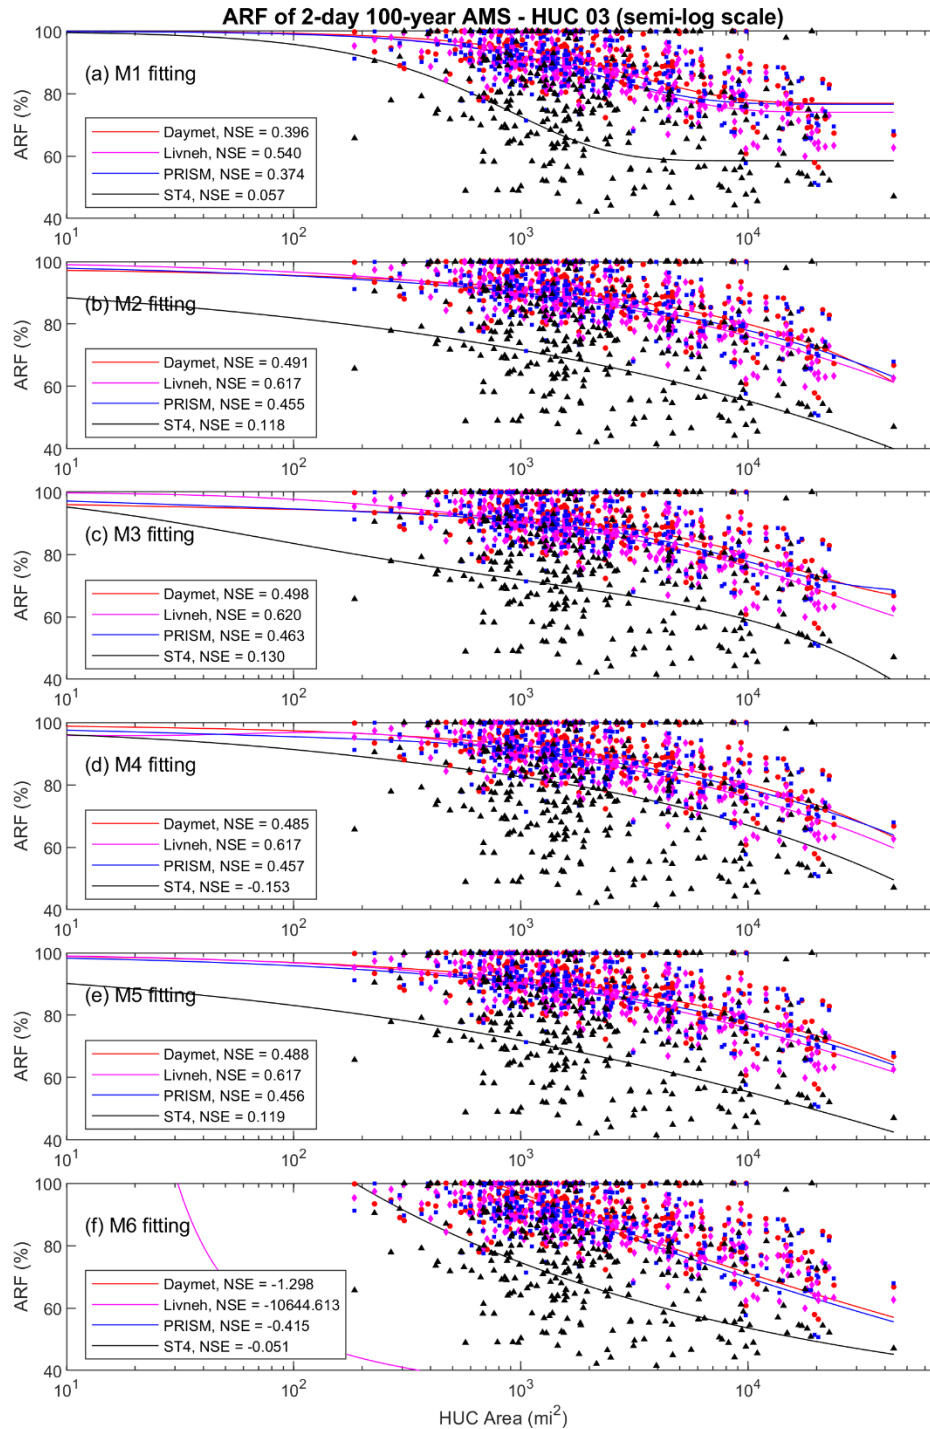 ARF of 2-day 100-year AMS - HUC 03 (semi-log scale)
100
80
60
40
ARF (%)
(a) M1 fitting
Daymet, NSE = 0.396
Livneh, NSE = 0.540
PRISM, NSE = 0.374
ST4, NSE = 0.057
10^1
10^2
10^3
10^4
100
80
60
40
ARF (%)
(b) M2 fitting
Daymet, NSE = 0.491
Livneh, NSE = 0.617
PRISM, NSE = 0.455
ST4, NSE = 0.118
10^1
10^2
10^3
10^4
100
80
60
40
ARF (%)
(c) M3 fitting
Daymet, NSE = 0.498
Livneh, NSE = 0.620
PRISM, NSE = 0.463
ST4, NSE = 0.130
10^1
10^2
10^3
10^4
100
80
60
40
ARF (%)
(d) M4 fitting
Daymet, NSE = 0.485
Livneh, NSE = 0.617
PRISM, NSE = 0.457
ST4, NSE = -0.153
10^1
10^2
10^3
10^4
100
80
60
40
ARF (%)
(e) M5 fitting
Daymet, NSE = 0.488
Livneh, NSE = 0.617
PRISM, NSE = 0.456
ST4, NSE = 0.119
10^1
10^2
10^3
10^4
100
80
60
40
ARF (%)
(f) M6 fitting
Daymet, NSE = -1.298
Livneh, NSE = -10644.613
PRISM, NSE = -0.415
ST4, NSE = -0.051
10^1
10^2
10^3
10^4
HUC Area (mi^2)